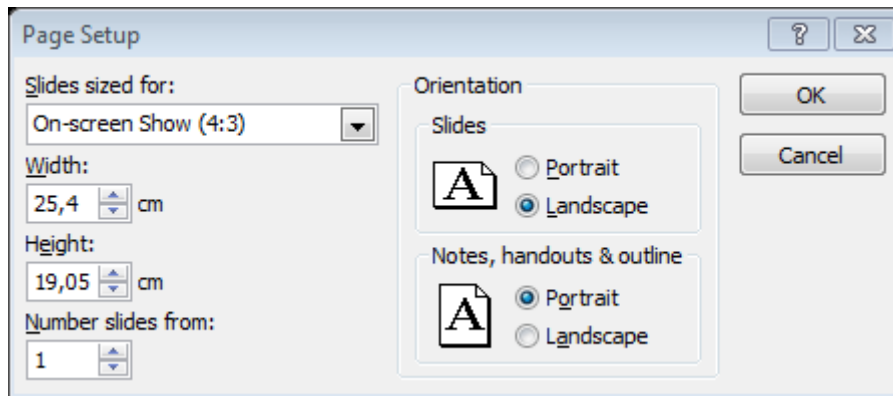 Page Setup
Slides sized for:
On-screen Show (4:3)
Width:
25,4 cm
Height:
19,05 cm
Number slides from:
1
Orientation
Slides
A
Portrait
Landscape
Notes, handouts & outline
A
Portrait
Landscape
OK
Cancel